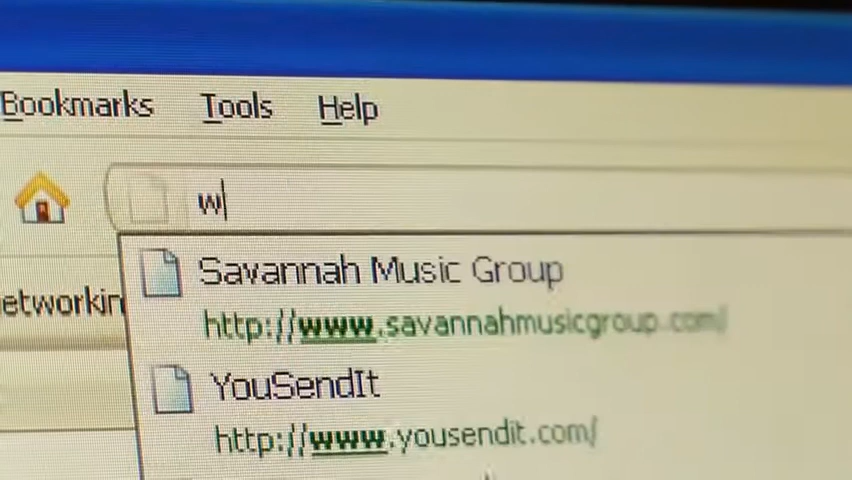 Bookmarks Tools Help
w
Savannah Music Group
http://www.savannahmusicgroup.com/
YouSendIt
http://www.yousendit.com/